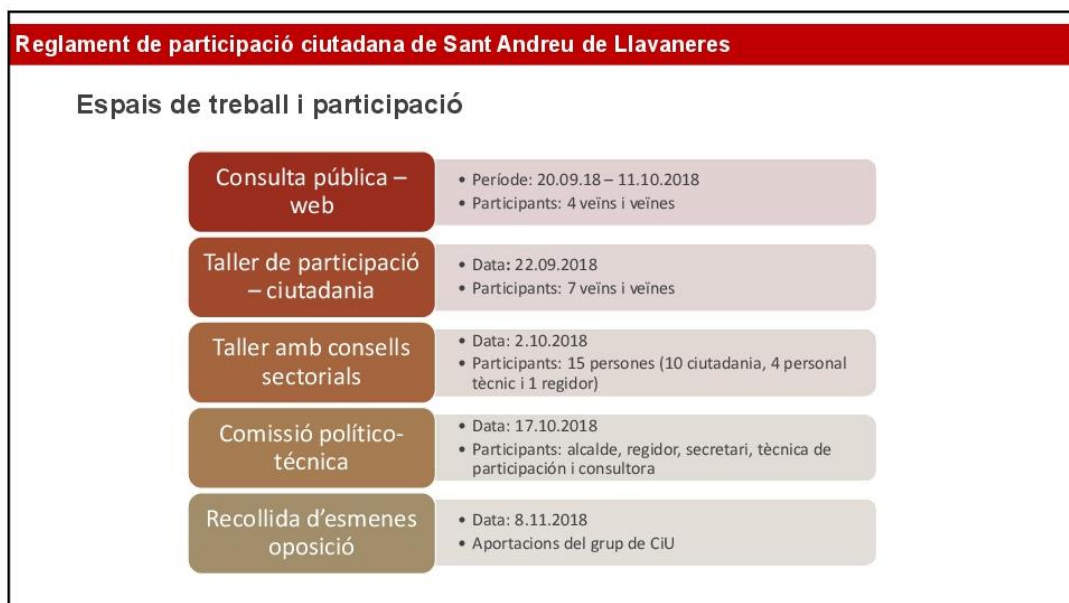 Reglament de participació ciutadana de Sant Andreu de Llavaneres
Espais de treball i participació
Consulta pública –
web
• Període: 20.09.18 – 11.10.2018
• Participants: 4 veïns i veïnes
Taller de participació
– ciutadania
• Data: 22.09.2018
• Participants: 7 veïns i veïnes
Taller amb consells
sectorials
• Data: 2.10.2018
• Participants: 15 persones (10 ciutadania, 4 personal
tècnic i 1 regidor)
Comissió político-
técnica
• Data: 17.10.2018
• Participants: alcalde, regidor, secretari, tècnica de
participación i consultora
Recollida d'esmenes
oposició
• Data: 8.11.2018
• Aportacions del grup de CiU